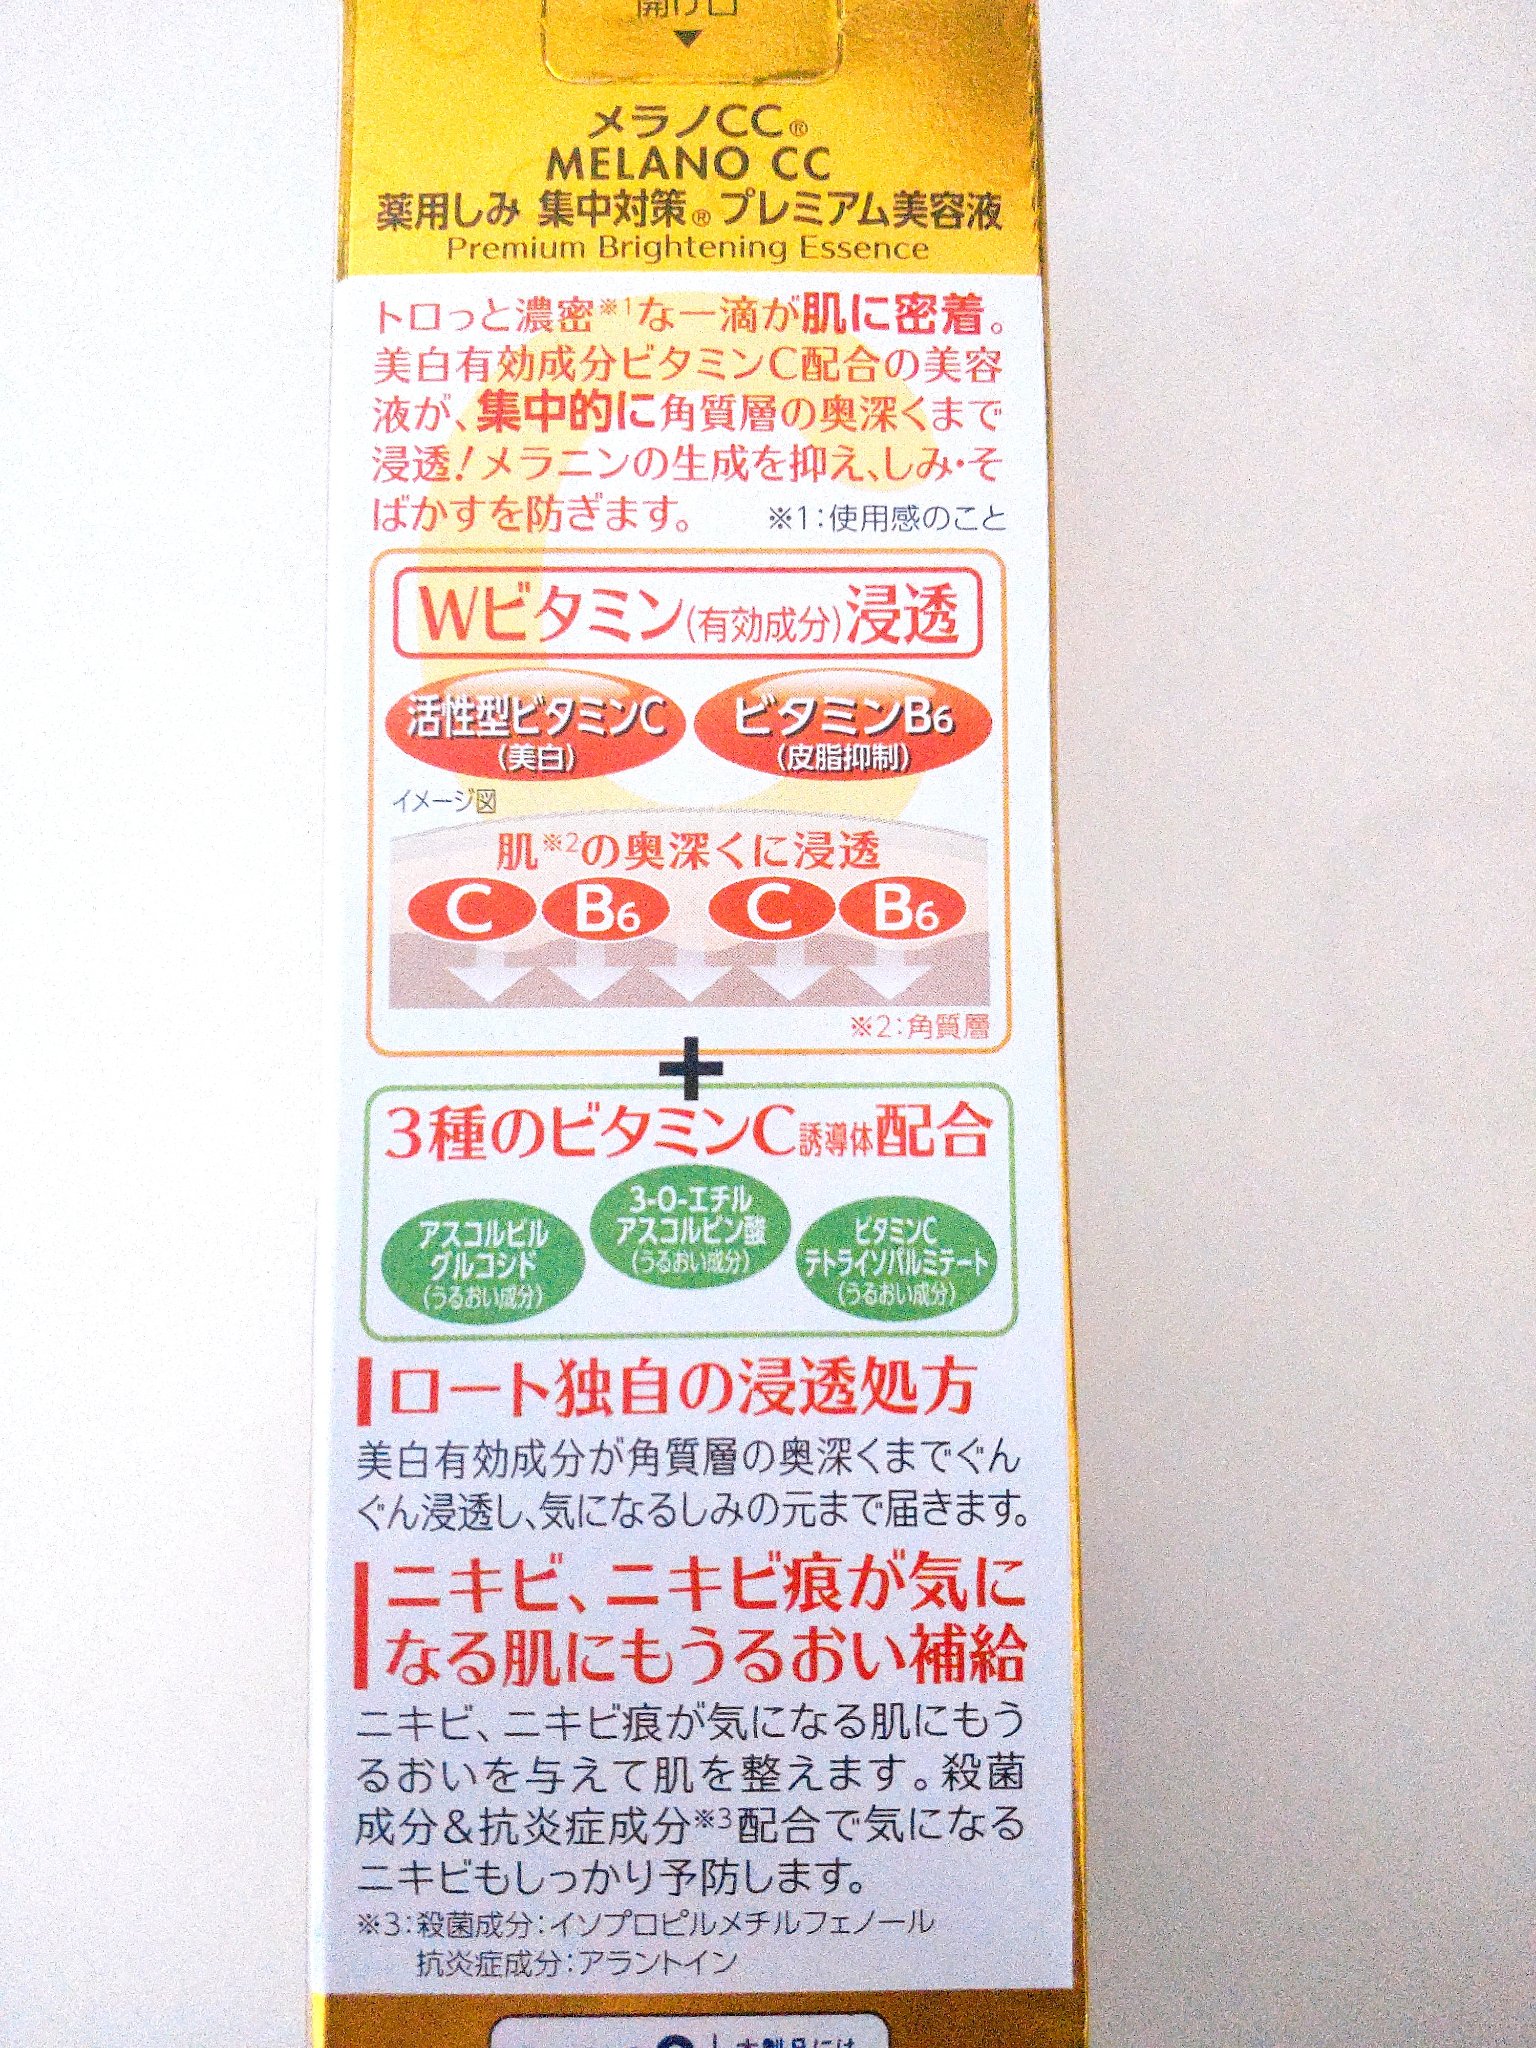 開け口
メラノCC®
MELANO CC
薬用しみ 集中対策® プレミアム美容液
Premium Brightening Essence
トロっと濃密※1な一滴が肌に密着。
美白有効成分ビタミンC配合の美容
液が、集中的に角質層の奥深くまで
浸透!メラニンの生成を抑え、しみ・そ
ばかすを防ぎます。 ※1:使用感のこと
Wビタミン(有効成分)浸透
活性型ビタミンC
(美白)
ビタミンB6
(皮脂抑制)
イメージ図
肌※2の奥深くに浸透
C B6 C B6
※2:角質層
+
3種のビタミンC誘導体配合
アスコルビル
グルコシド
(うるおい成分)
3-O-エチル
アスコルビン酸
(うるおい成分)
ビタミンC
テトライソパルミテート
(うるおい成分)
ロート独自の浸透処方
美白有効成分が角質層の奥深くまでぐん
ぐん浸透し、気になるしみの元まで届きます。
ニキビ、ニキビ痕が気に
なる肌にもうるおい補給
ニキビ、ニキビ痕が気になる肌にもう
るおいを与えて肌を整えます。殺菌
成分&抗炎症成分※3配合で気になる
ニキビもしっかり予防します。
※3:殺菌成分:イソプロピルメチルフェノール
抗炎症成分:アラントイン
本製品には